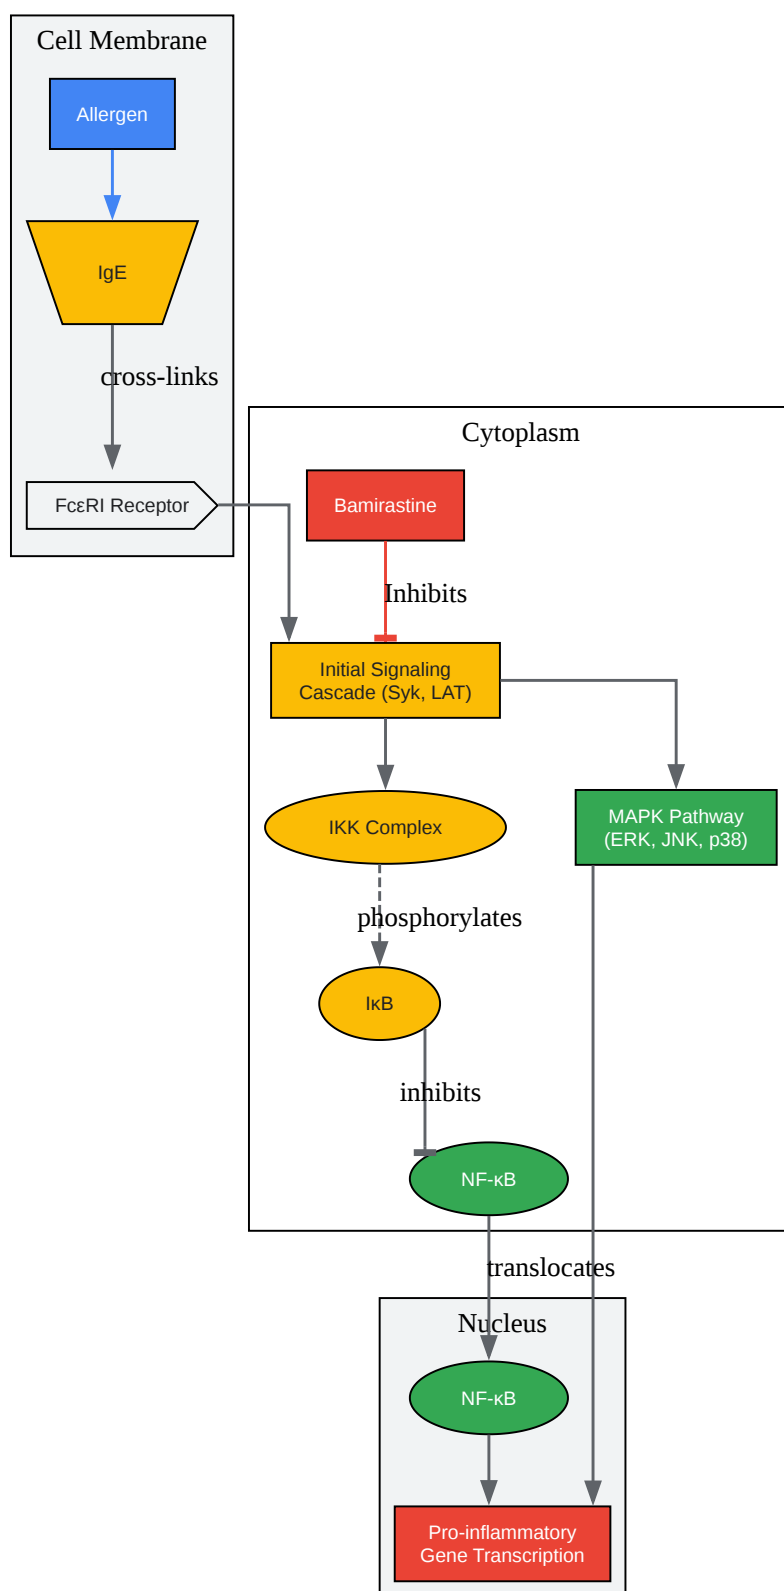 Cell Membrane
Allergen
IgE
cross-links
FcεRI Receptor
Cytoplasm
Bamirastine
Inhibits
Initial Signaling
Cascade (Syk, LAT)
IKK Complex
MAPK Pathway
(ERK, JNK, p38)
phosphorylates
IκB
inhibits
NF-κB
translocates
Nucleus
NF-κB
Pro-inflammatory
Gene Transcription